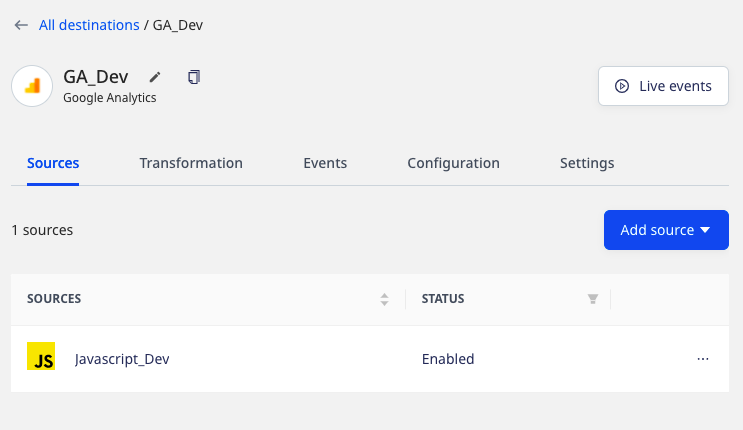 All destinations / GA_Dev
GA_Dev
Google Analytics
Live events
Sources Transformation Events Configuration Settings
1 sources
Add source
SOURCES STATUS
JS Javascript_Dev Enabled